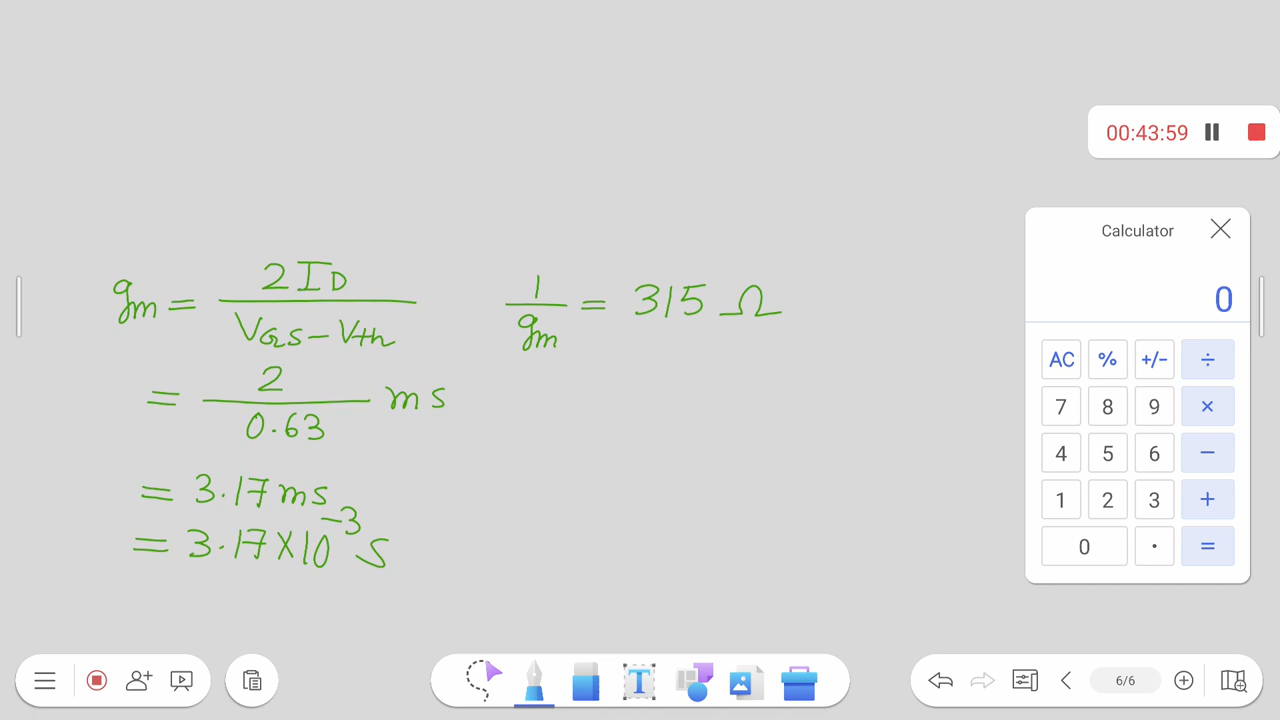 00:43:59
Calculator
0
AC % +/- ÷
7 8 9 ×
4 5 6 −
1 2 3 +
0 . =
gm = 2ID / VGS − Vth
1 / gm = 315 Ω
= 2 / 0.63 ms
= 3.17 ms
= 3.17 × 10⁻³ S
T
6/6